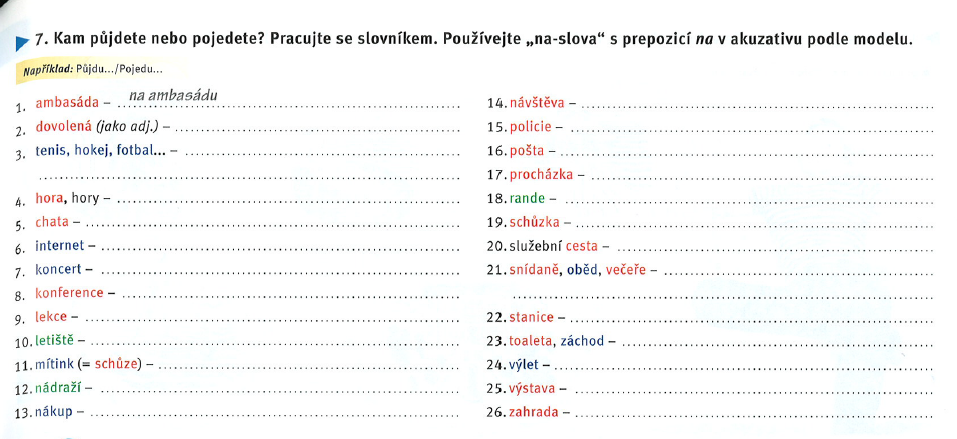 7. Kam půjdete nebo pojedete? Pracujte se slovníkem. Používejte „na-slova“ s prepozicí na v akuzativu podle modelu.
Například: Půjdu.../Pojedu...
1. ambasáda – na ambasádu
2. dovolená (jako adj.) –
3. tenis, hokej, fotbal... –
4. hora, hory –
5. chata –
6. internet –
7. koncert –
8. konference –
9. lekce –
10. letiště –
11. mítink (= schůze) –
12. nádraží –
13. nákup –
14. návštěva –
15. policie –
16. pošta –
17. procházka –
18. rande –
19. schůzka –
20. služební cesta –
21. snídaně, oběd, večeře –
22. stanice –
23. toaleta, záchod –
24. výlet –
25. výstava –
26. zahrada –